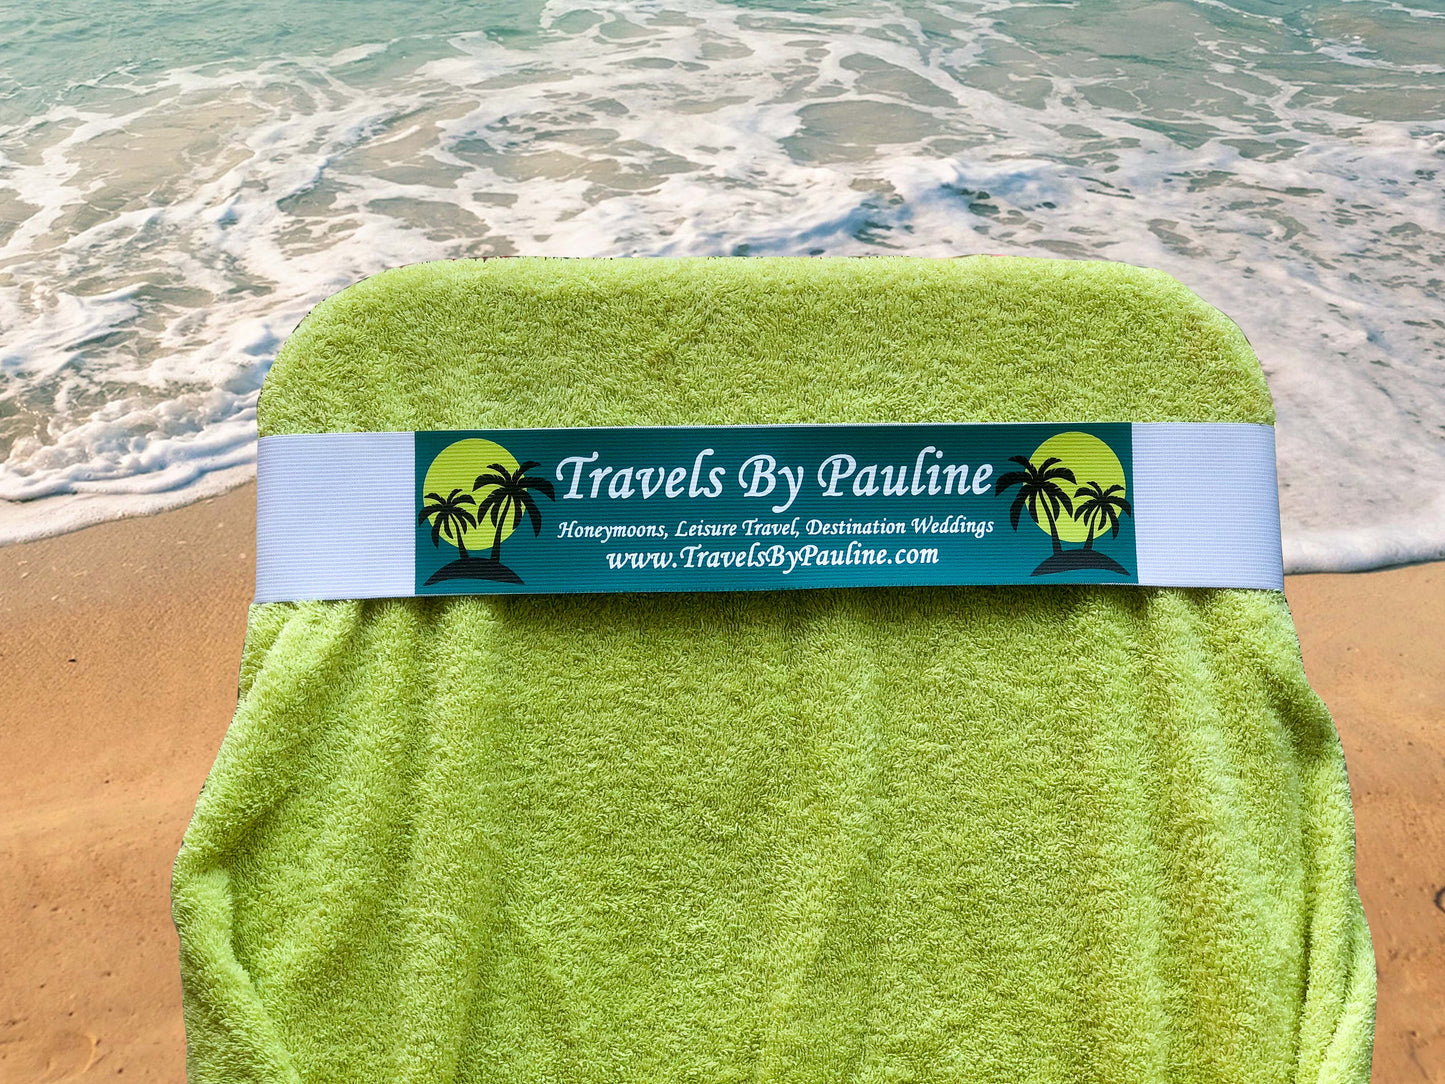 Travels By Pauline
Honeymoons, Leisure Travel, Destination Weddings
www.TravelsByPauline.com